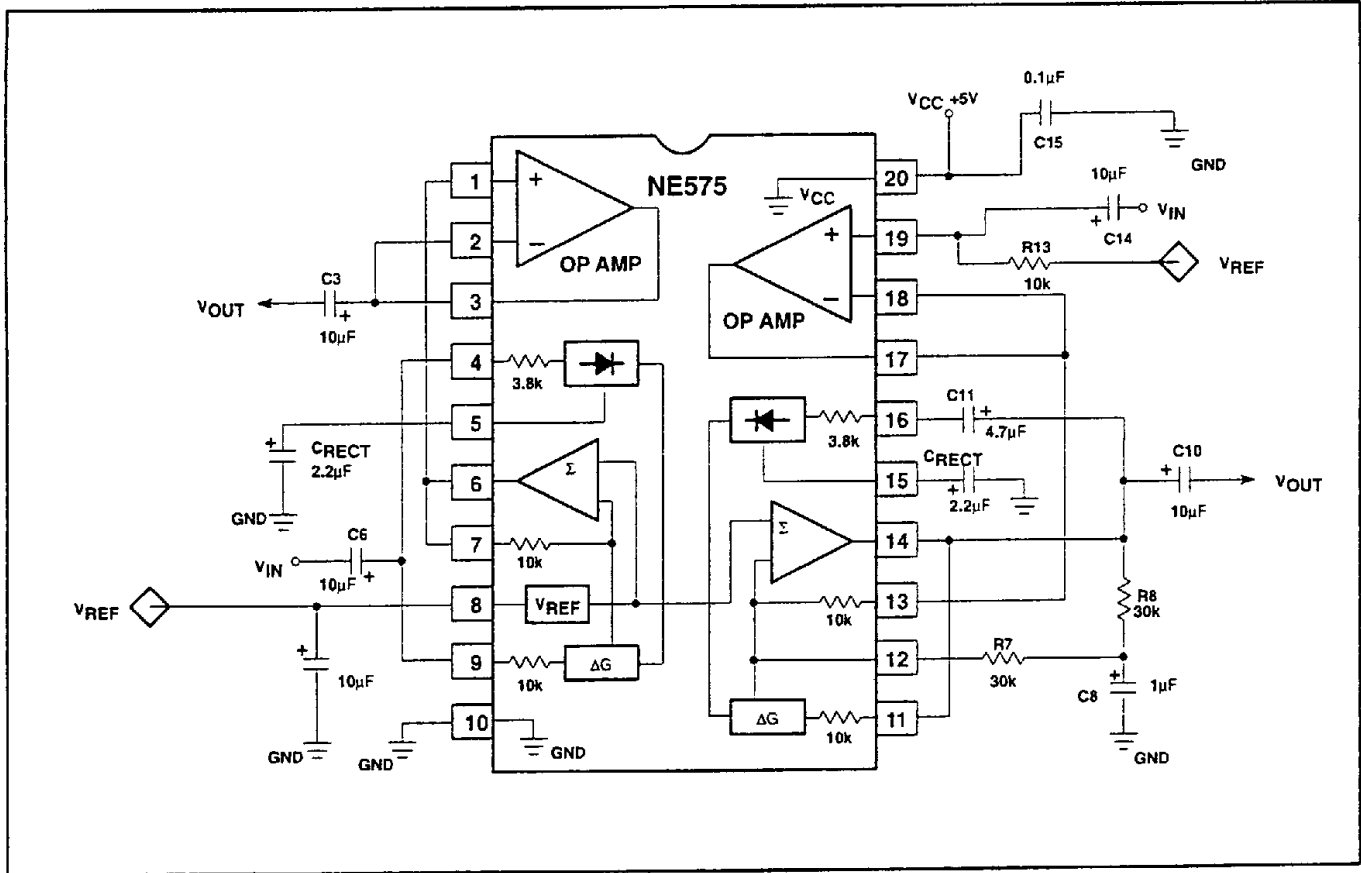 NE575
1
+
2
−
OP AMP
3
C3
+
10µF
VOUT
4
3.8k
5
+
CRECT
2.2µF
GND
6
Σ
7
10k
C6
VIN
10µF
+
VREF
8
VREF
+
10µF
GND
9
10k
ΔG
10
GND
GND
VCC +5V
0.1µF
C15
GND
20
VCC
10µF
+
C14
VIN
19
+
R13
10k
VREF
18
−
OP AMP
17
16
3.8k
C11
+
4.7µF
15
CRECT
+
2.2µF
C10
+
10µF
VOUT
14
Σ
13
10k
R8
30k
12
R7
30k
+
C8
1µF
GND
11
10k
ΔG